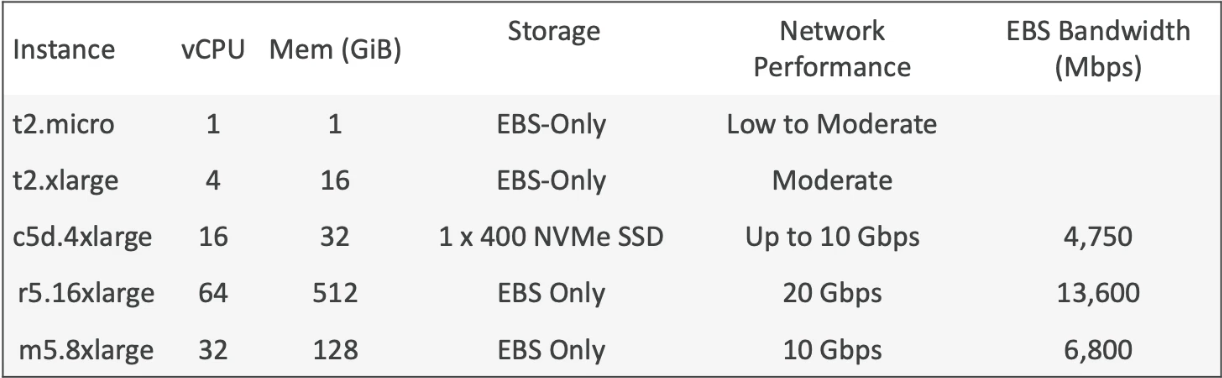 Instance vCPU Mem (GiB) Storage Network Performance EBS Bandwidth (Mbps)
t2.micro 1 1 EBS-Only Low to Moderate
t2.xlarge 4 16 EBS-Only Moderate
c5d.4xlarge 16 32 1 x 400 NVMe SSD Up to 10 Gbps 4,750
r5.16xlarge 64 512 EBS Only 20 Gbps 13,600
m5.8xlarge 32 128 EBS Only 10 Gbps 6,800